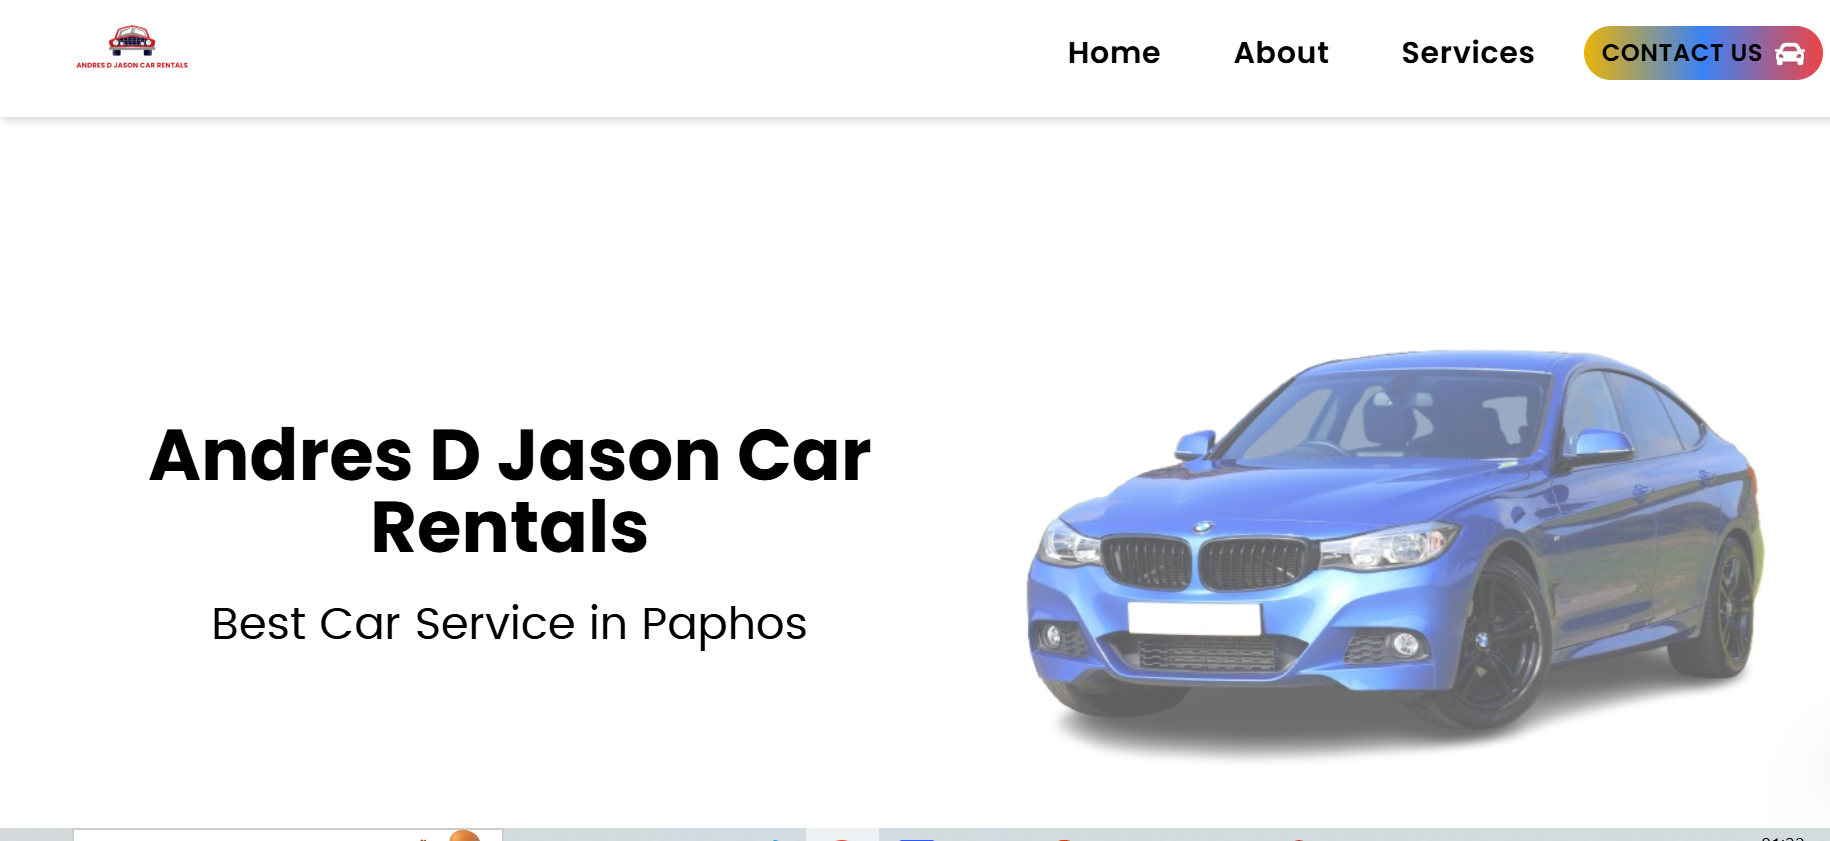 ANDRES D JASON CAR RENTALS
Home About Services CONTACT US
Andres D Jason Car
Rentals
Best Car Service in Paphos